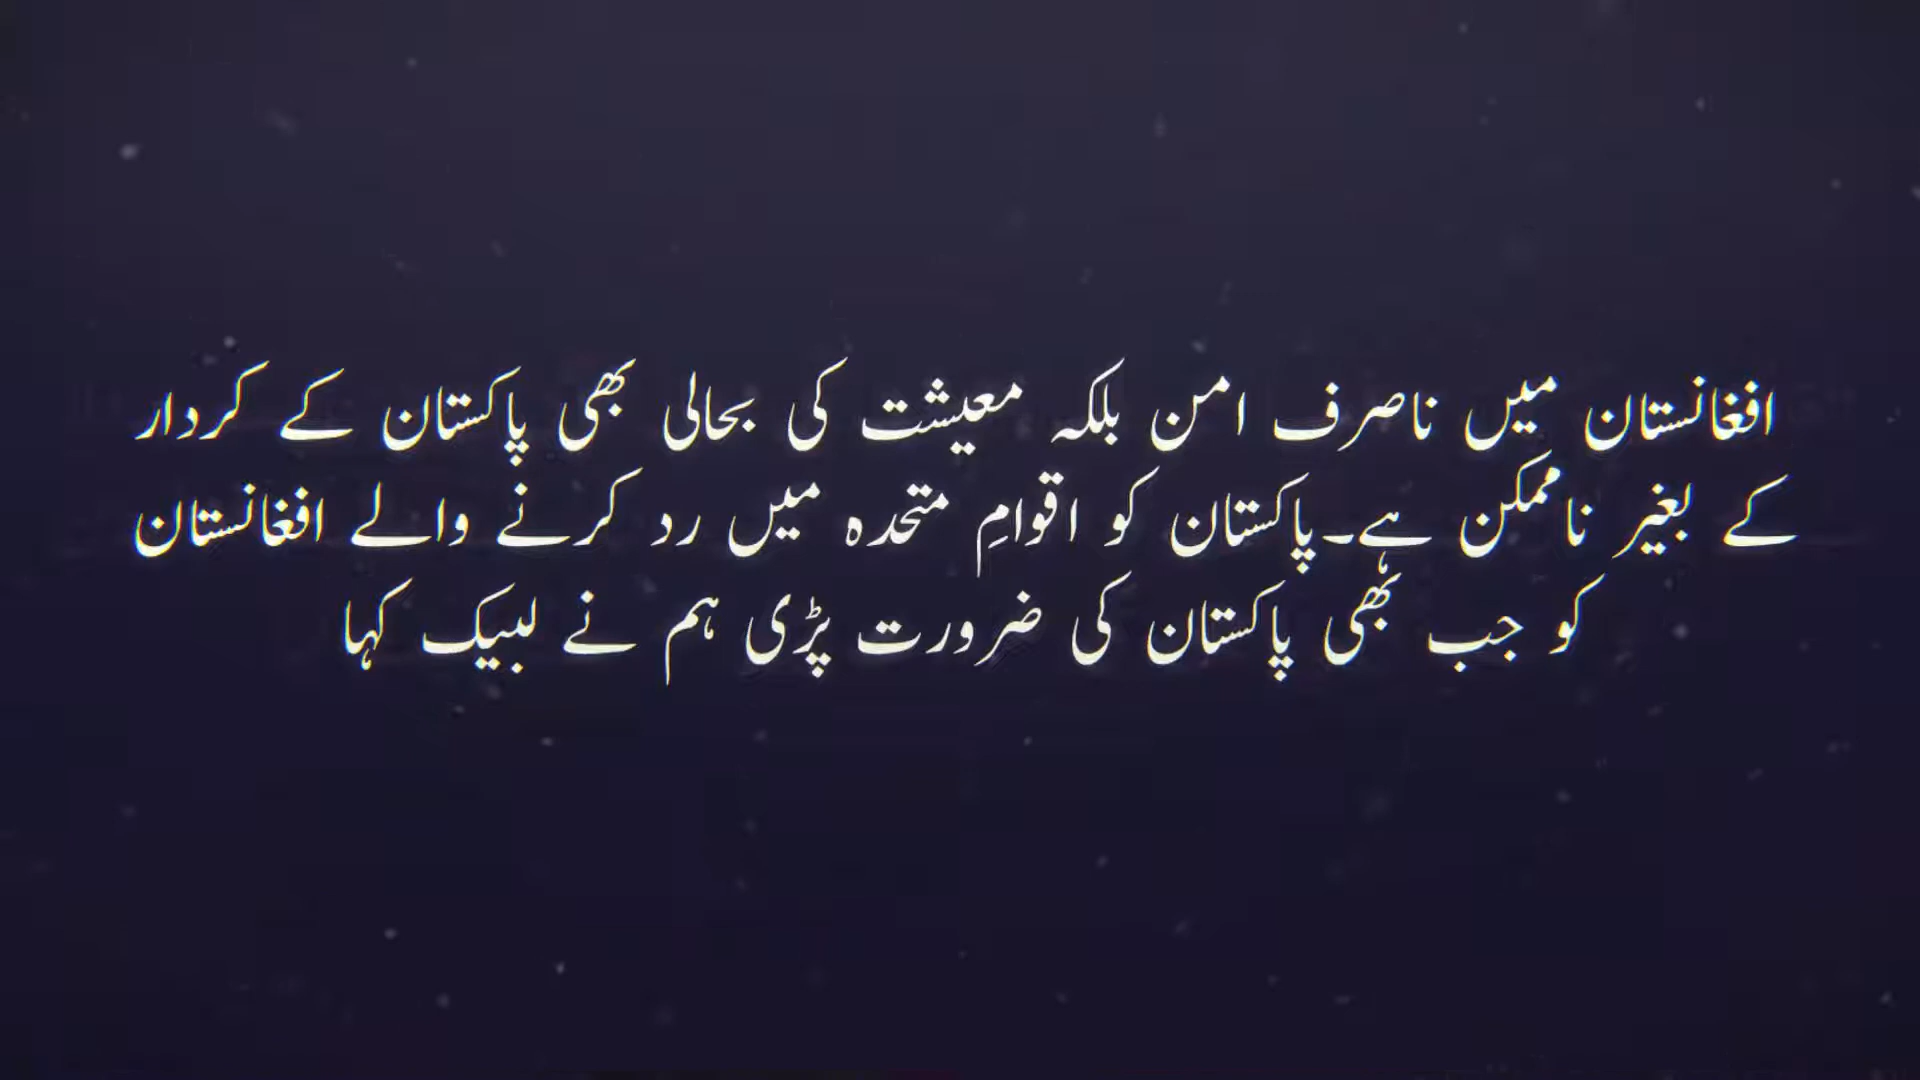 افغانستان میں ناصرف امن بلکہ معیشت کی بحالی بھی پاکستان کے کردار
کے بغیر ناممکن ہے۔پاکستان کو اقوامِ متحدہ میں رد کرنے والے افغانستان
کو جب بھی پاکستان کی ضرورت پڑی ہم نے لبیک کہا